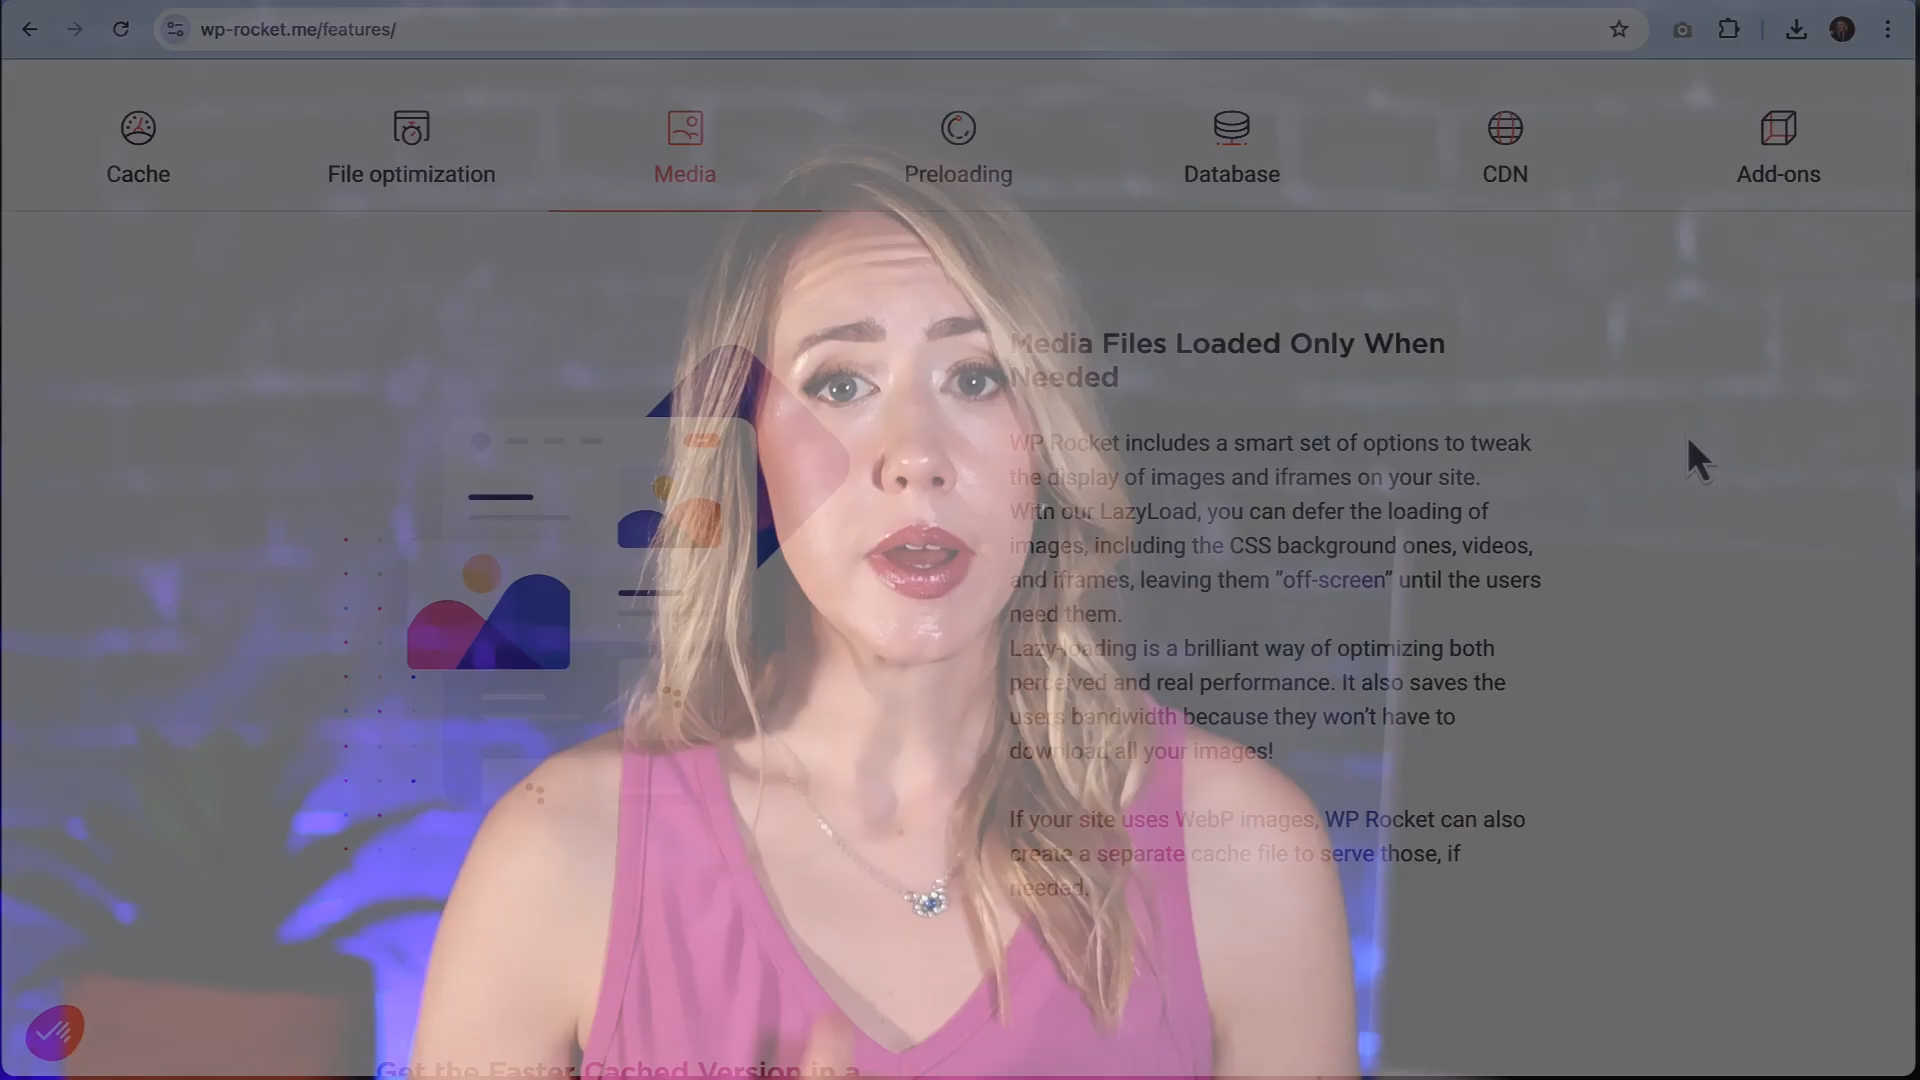 wp-rocket.me/features/
Cache
File optimization
Media
Preloading
Database
CDN
Add-ons
Media Files Loaded Only When
Needed
WP Rocket includes a smart set of options to tweak
the display of images and iframes on your site.
With our LazyLoad, you can defer the loading of
images, including the CSS background ones, videos,
and iframes, leaving them ”off-screen” until the users
need them.
Lazy-loading is a brilliant way of optimizing both
perceived and real performance. It also saves the
users bandwidth because they won’t have to
download all your images!
If your site uses WebP images, WP Rocket can also
create a separate cache file to serve those, if
needed.
Get the Faster Cached Version in a